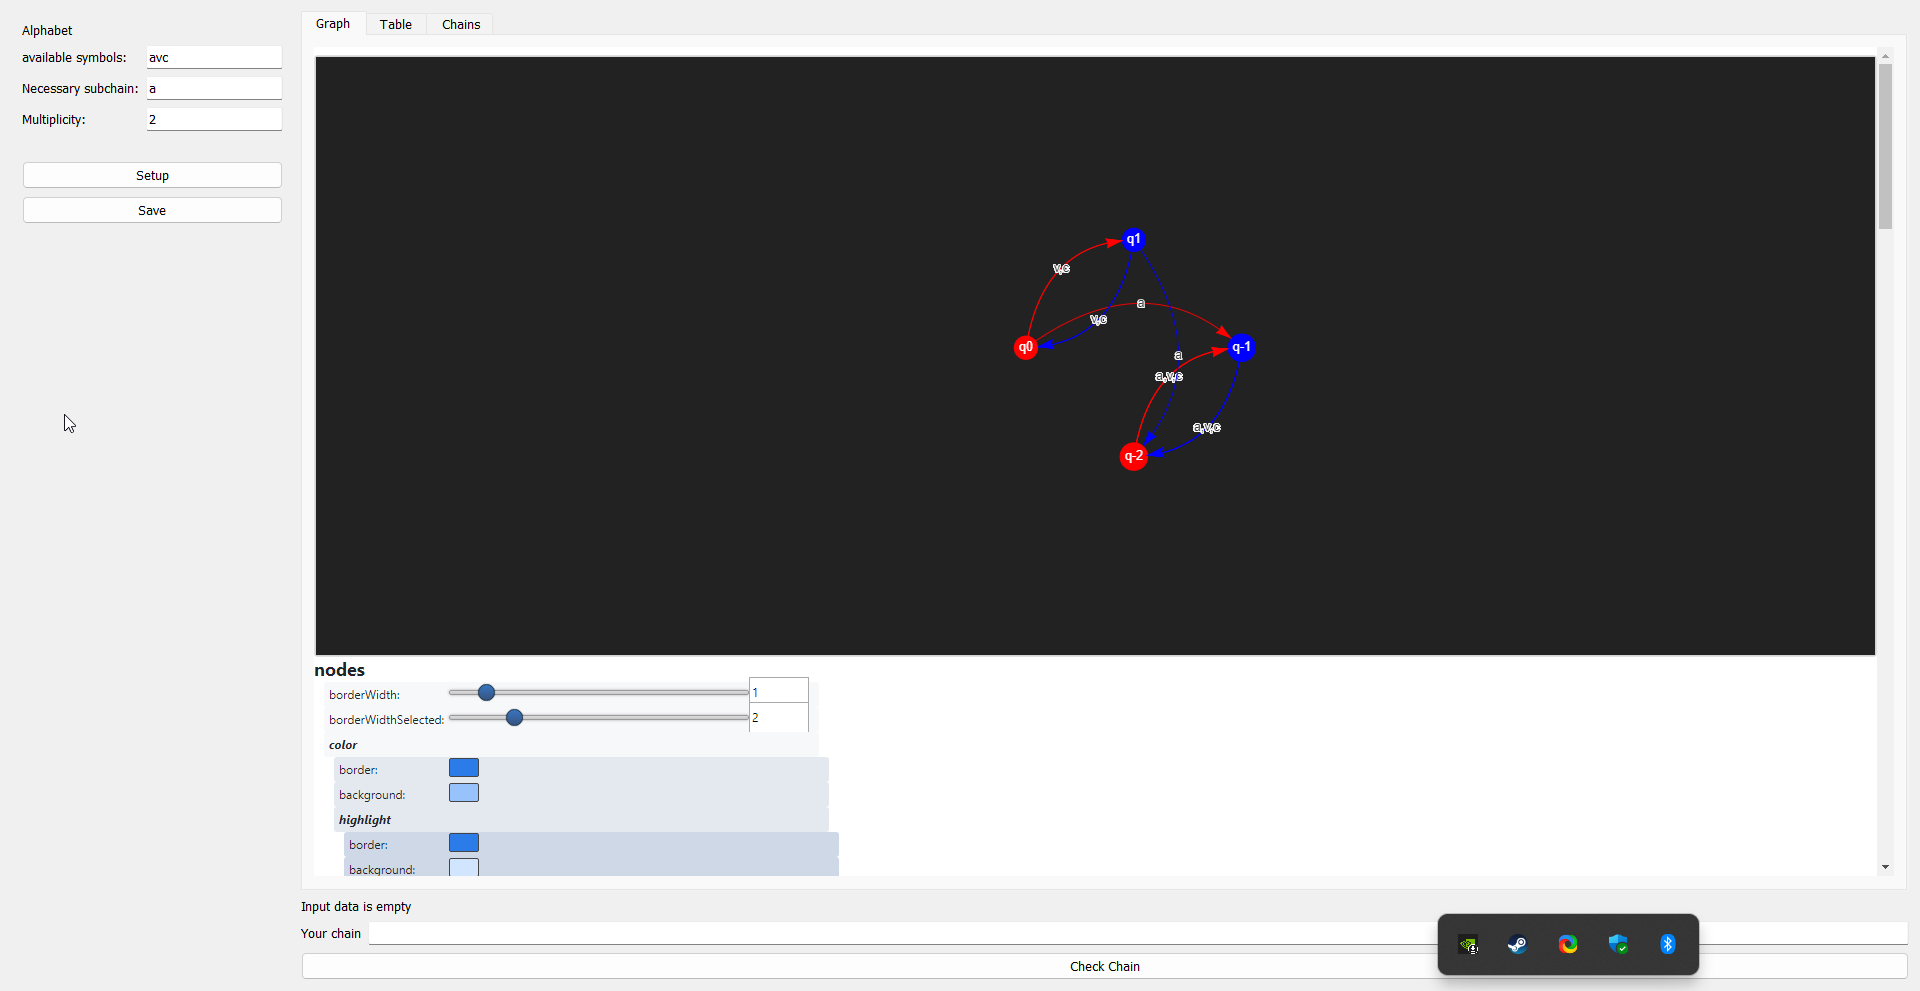 Alphabet
available symbols: avc
Necessary subchain: a
Multiplicity: 2
Setup
Save
Graph Table Chains
q1
v,c
a
v,c
q0
q-1
a
a,v,c
a,v,c
q-2
nodes
borderWidth: 1
borderWidthSelected: 2
color
border:
background:
highlight
border:
background:
Input data is empty
Your chain
Check Chain